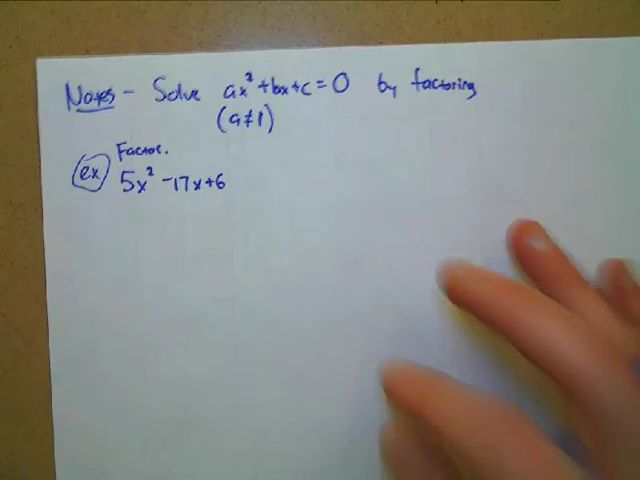 Notes - Solve ax² + bx + c = 0 by factoring
(a ≠ 1)
Factor.
ex 5x² - 17x + 6